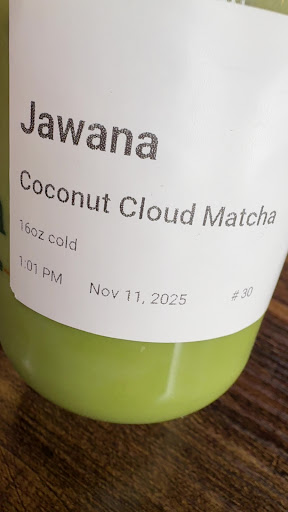 Jawana
Coconut Cloud Matcha
16oz cold
1:01 PM Nov 11, 2025 # 30